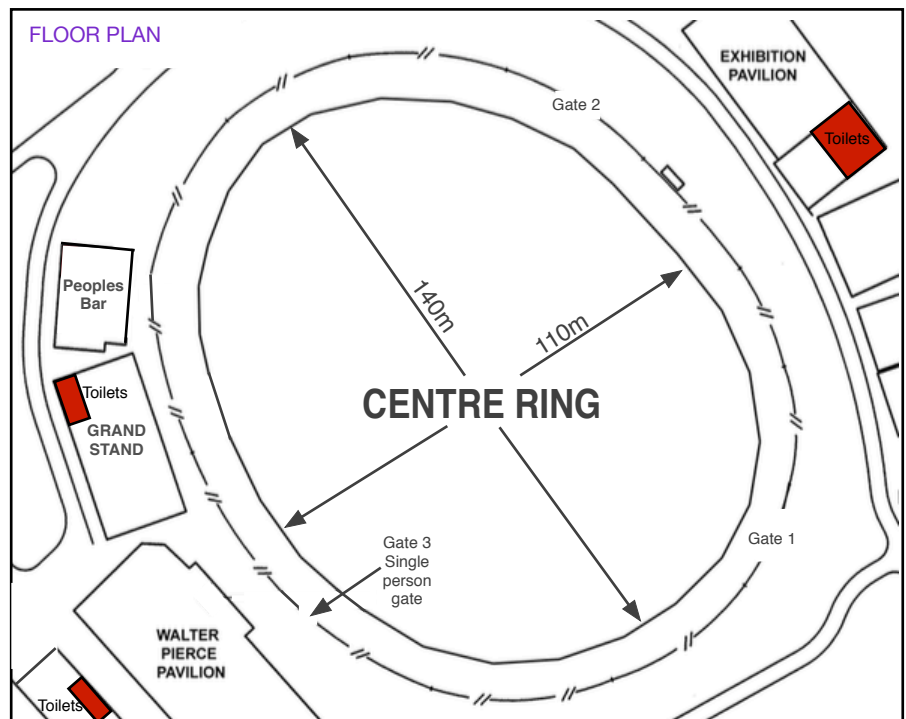 FLOOR PLAN
EXHIBITION
PAVILION
Gate 2
Toilets
Peoples
Bar
140m
110m
Toilets
CENTRE RING
GRAND
STAND
Gate 3
Single
person
gate
Gate 1
WALTER
PIERCE
PAVILION
Toilets